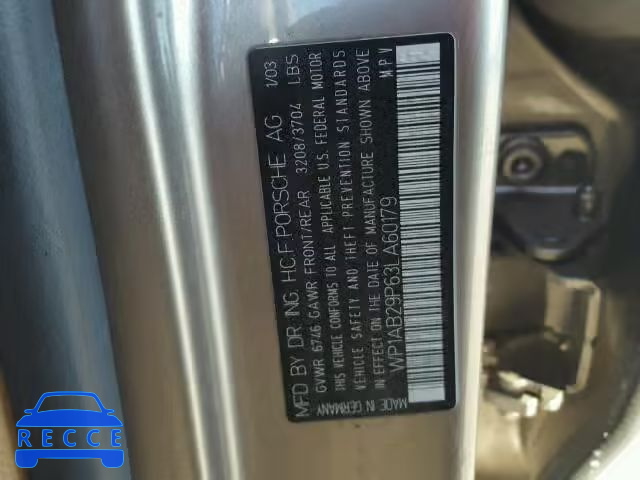 MFD BY DR. ING. H.C.F. PORSCHE AG 1/03
GVWR 6746 GAWR FRONT/REAR 3208/3704 LBS
THIS VEHICLE CONFORMS TO ALL APPLICABLE U.S. FEDERAL MOTOR
VEHICLE SAFETY AND THEFT PREVENTION STANDARDS
IN EFFECT ON THE DATE OF MANUFACTURE SHOWN ABOVE
WP1AB29P63LA60179 MPV
MADE IN GERMANY
RECCE